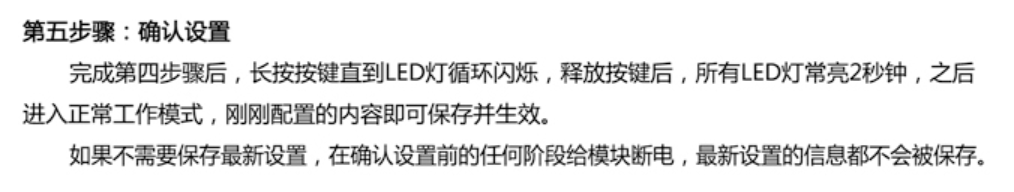 第五步骤：确认设置
完成第四步骤后，长按按键直到LED灯循环闪烁，释放按键后，所有LED灯常亮2秒钟，之后
进入正常工作模式，刚刚配置的内容即可保存并生效。
如果不需要保存最新设置，在确认设置前的任何阶段给模块断电，最新设置的信息都不会被保存。